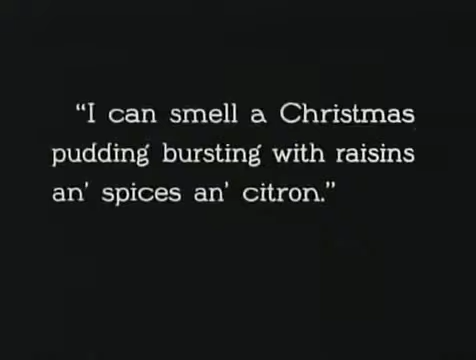 “I can smell a Christmas
pudding bursting with raisins
an’ spices an’ citron.”